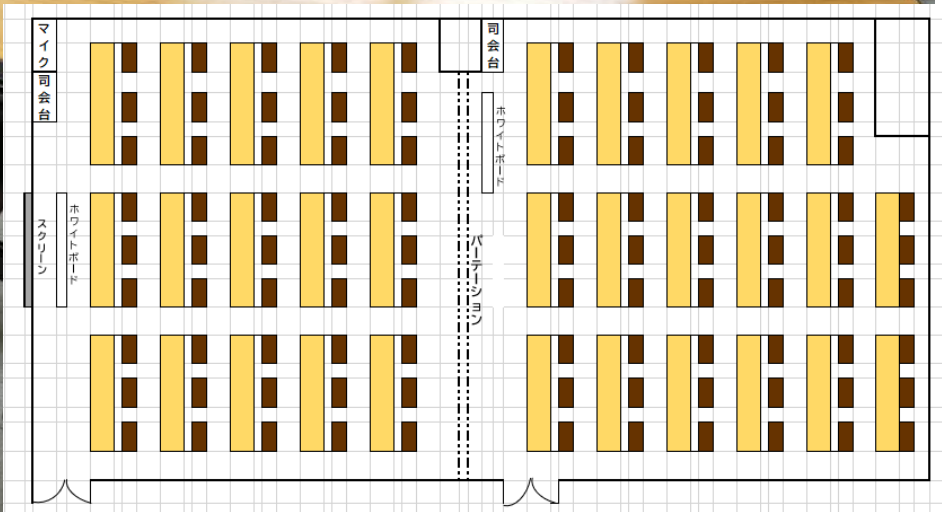 マイク
司会台
司会台
ホワイトボード
スクリーン
ホワイトボード
パーテーション